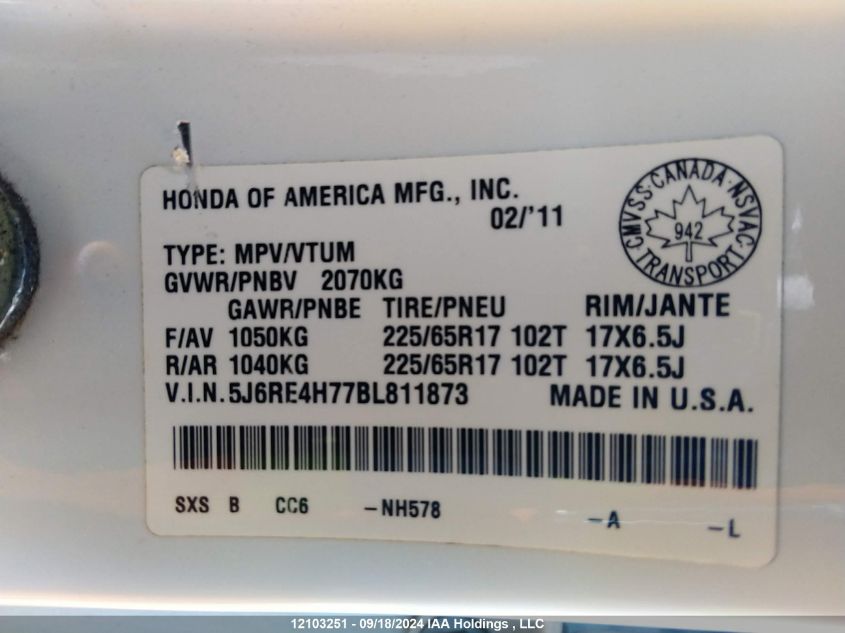 HONDA OF AMERICA MFG., INC.
02/'11
CMVSS · CANADA · NSVAC
942
TRANSPORT
TYPE: MPV/VTUM
GVWR/PNBV 2070KG
GAWR/PNBE TIRE/PNEU RIM/JANTE
F/AV 1050KG 225/65R17 102T 17X6.5J
R/AR 1040KG 225/65R17 102T 17X6.5J
V.I.N. 5J6RE4H77BL811873 MADE IN U.S.A.
SXS B CC6 -NH578 -A -L
12103251 - 09/18/2024 IAA Holdings , LLC